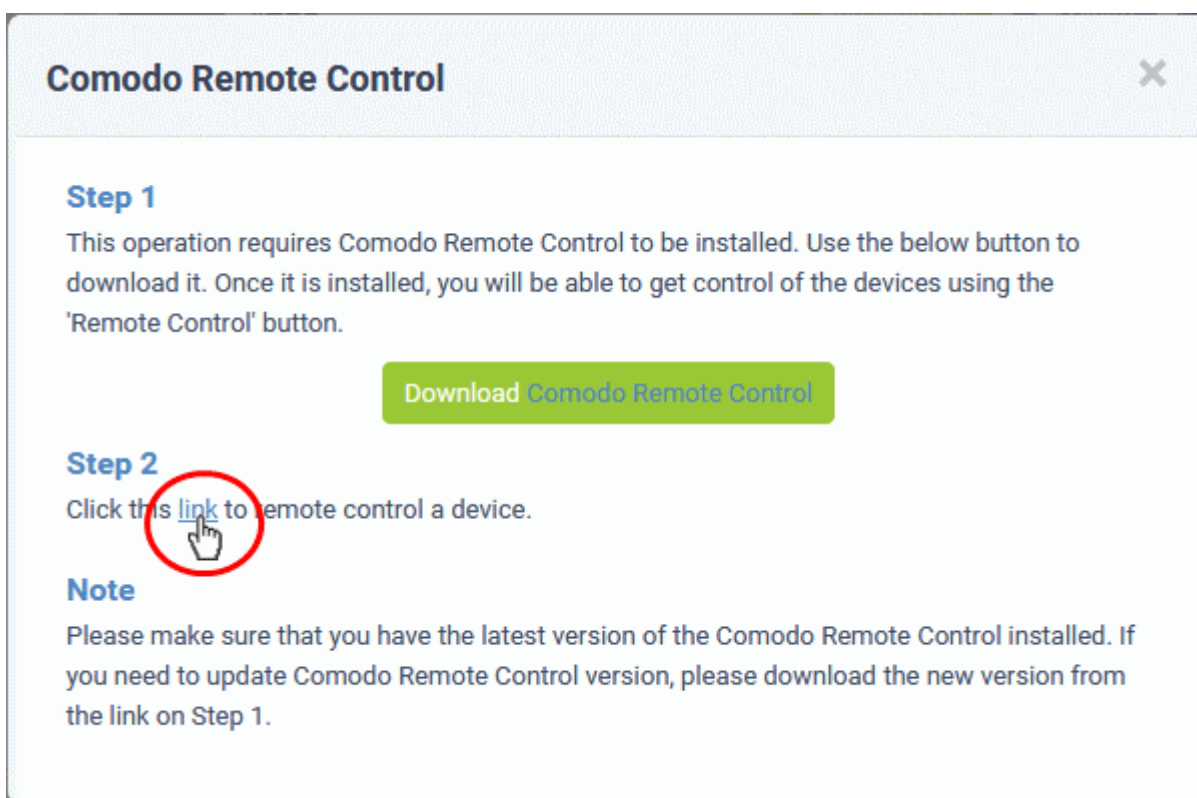 Comodo Remote Control
Step 1
This operation requires Comodo Remote Control to be installed. Use the below button to
download it. Once it is installed, you will be able to get control of the devices using the
'Remote Control' button.
Download Comodo Remote Control
Step 2
Click this link to remote control a device.
Note
Please make sure that you have the latest version of the Comodo Remote Control installed. If
you need to update Comodo Remote Control version, please download the new version from
the link on Step 1.